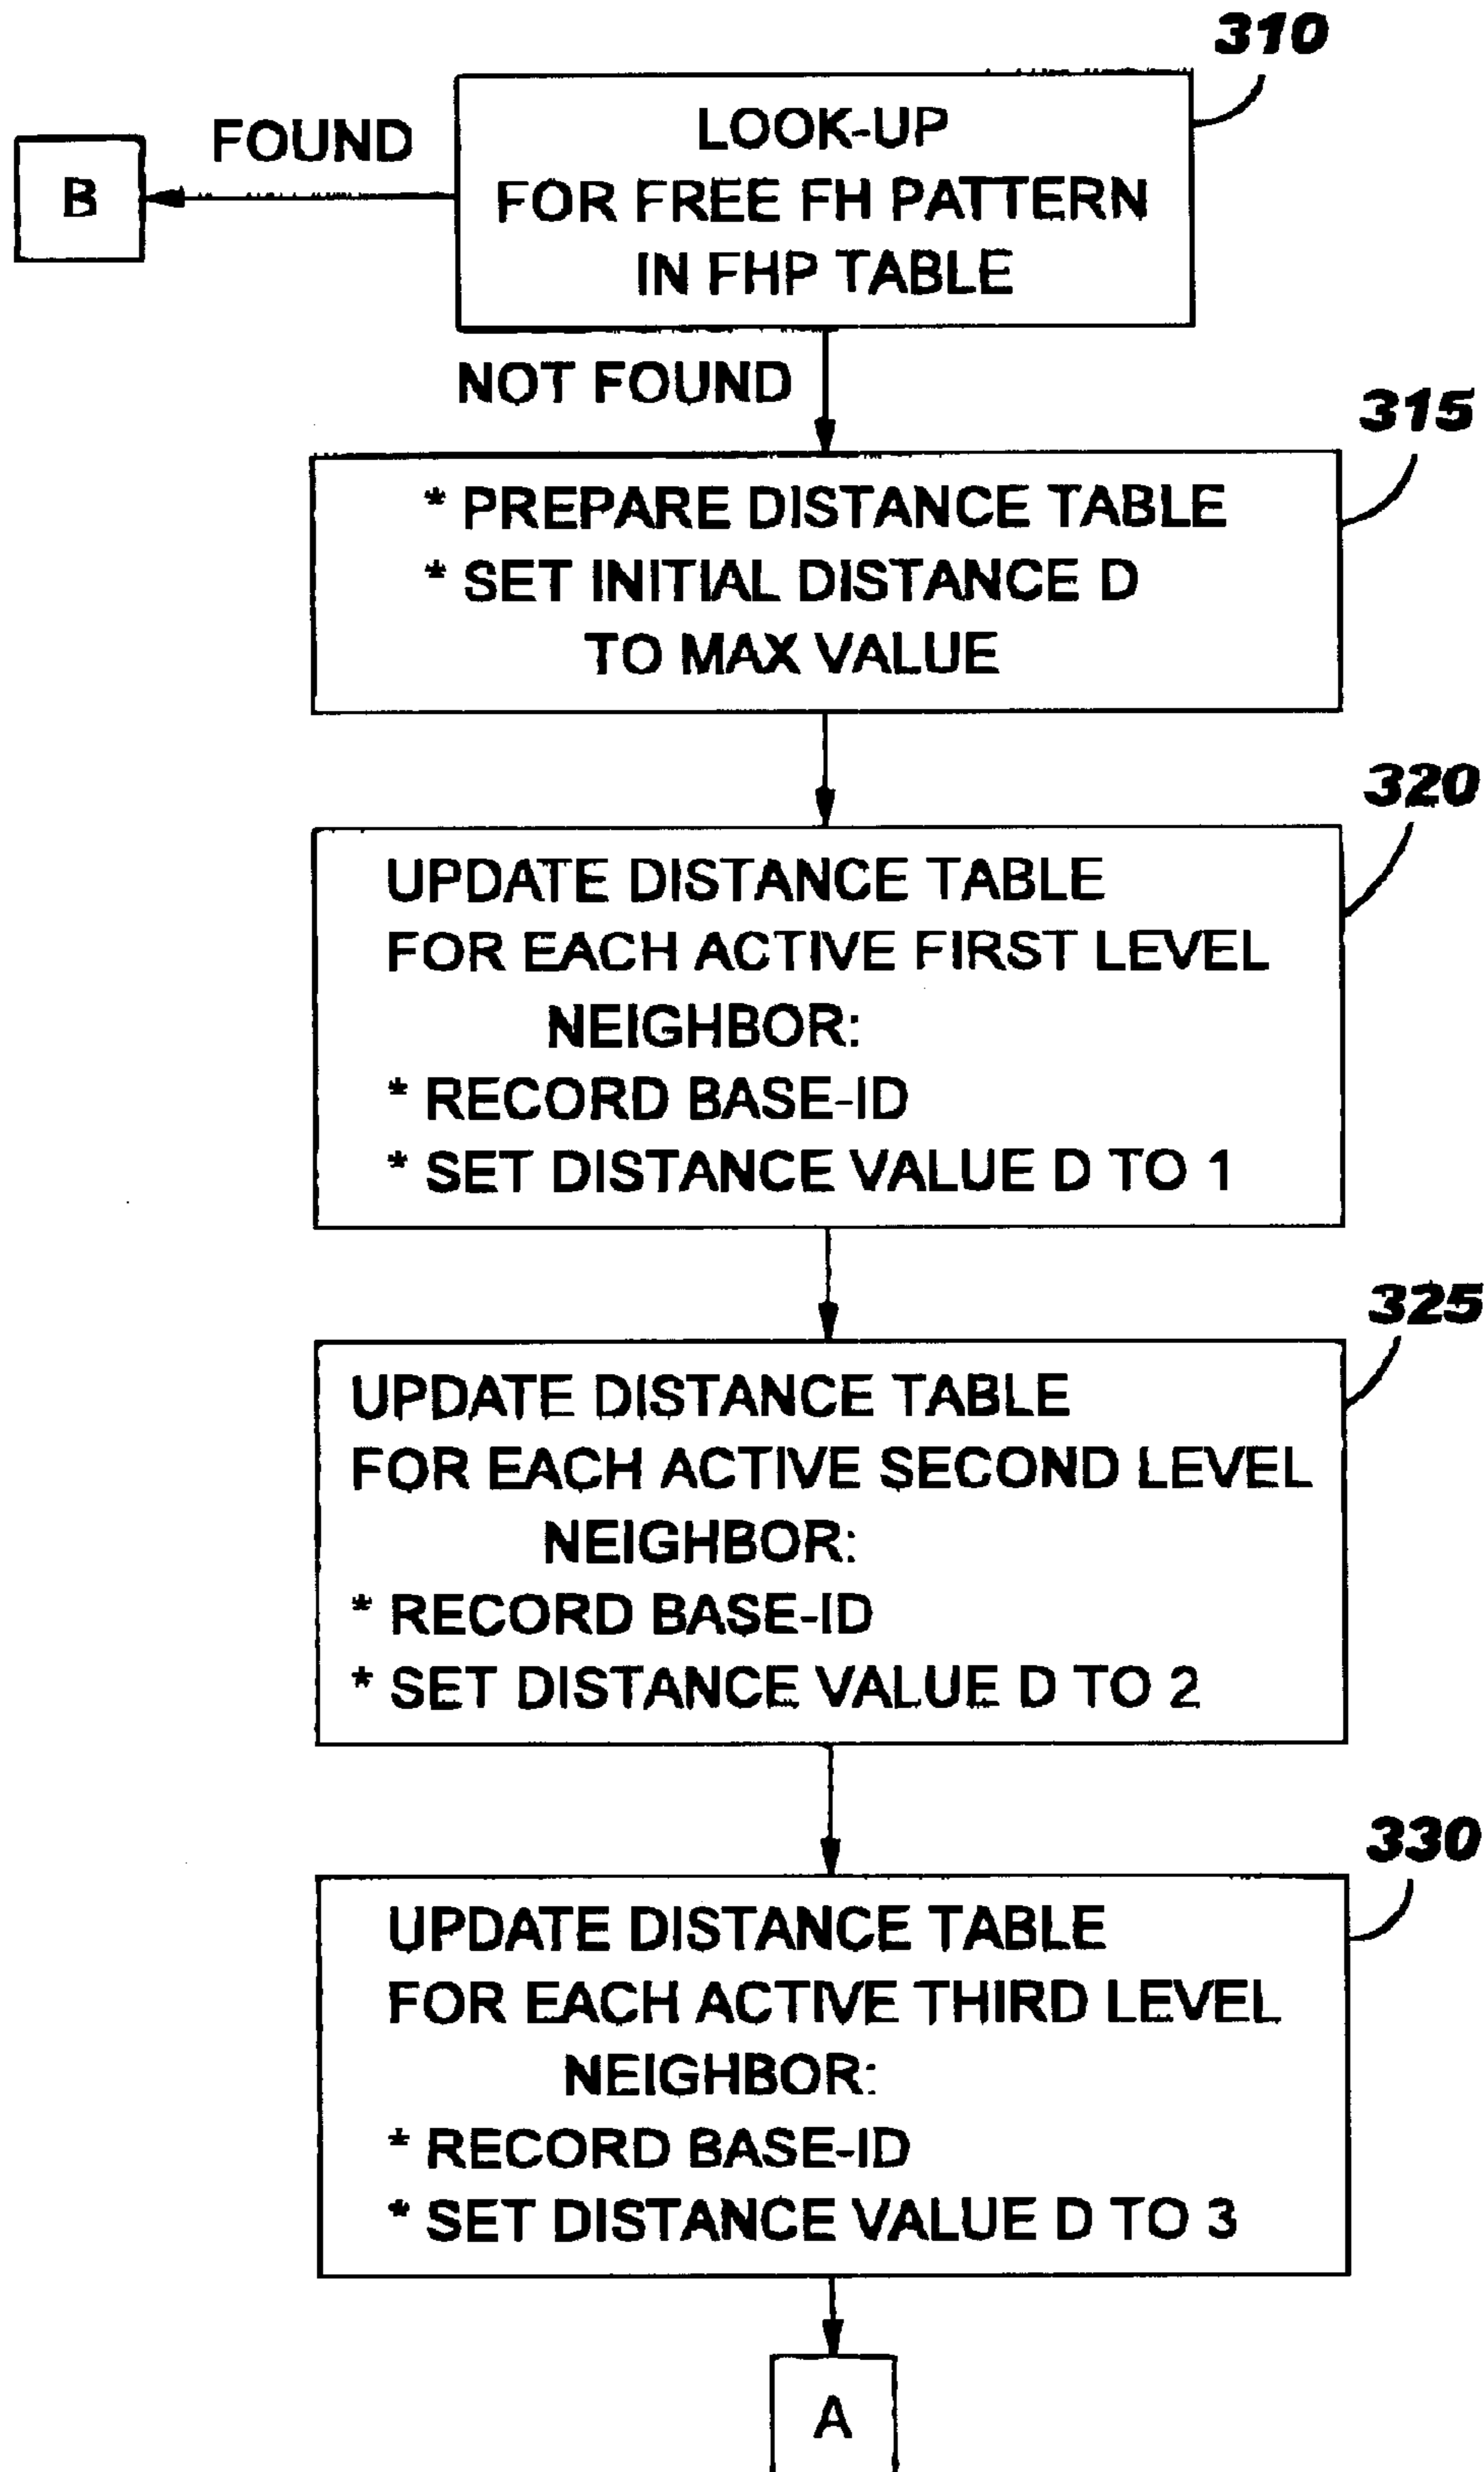 310
LOOK-UP
FOR FREE FH PATTERN
IN FHP TABLE
FOUND
B
NOT FOUND
315
* PREPARE DISTANCE TABLE
* SET INITIAL DISTANCE D
TO MAX VALUE
320
UPDATE DISTANCE TABLE
FOR EACH ACTIVE FIRST LEVEL
NEIGHBOR:
* RECORD BASE-ID
* SET DISTANCE VALUE D TO 1
325
UPDATE DISTANCE TABLE
FOR EACH ACTIVE SECOND LEVEL
NEIGHBOR:
* RECORD BASE-ID
* SET DISTANCE VALUE D TO 2
330
UPDATE DISTANCE TABLE
FOR EACH ACTIVE THIRD LEVEL
NEIGHBOR:
* RECORD BASE-ID
* SET DISTANCE VALUE D TO 3
A